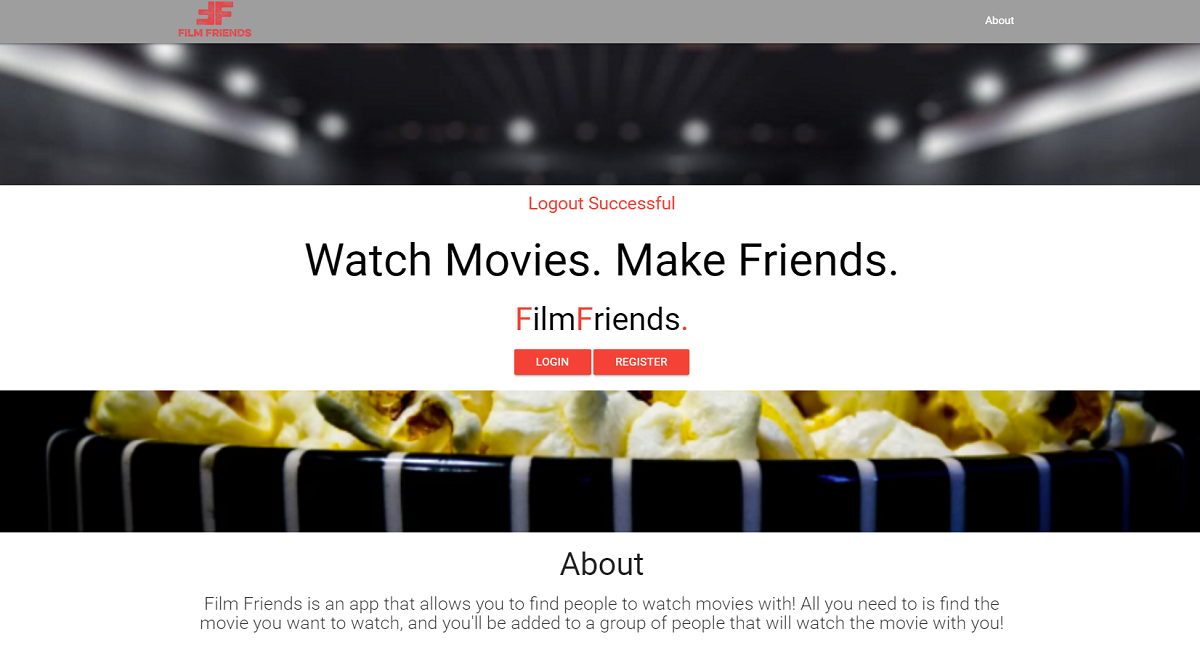 FF
FILM FRIENDS
About
Logout Successful
Watch Movies. Make Friends.
FilmFriends.
LOGIN
REGISTER
About
Film Friends is an app that allows you to find people to watch movies with! All you need to is find the
movie you want to watch, and you'll be added to a group of people that will watch the movie with you!